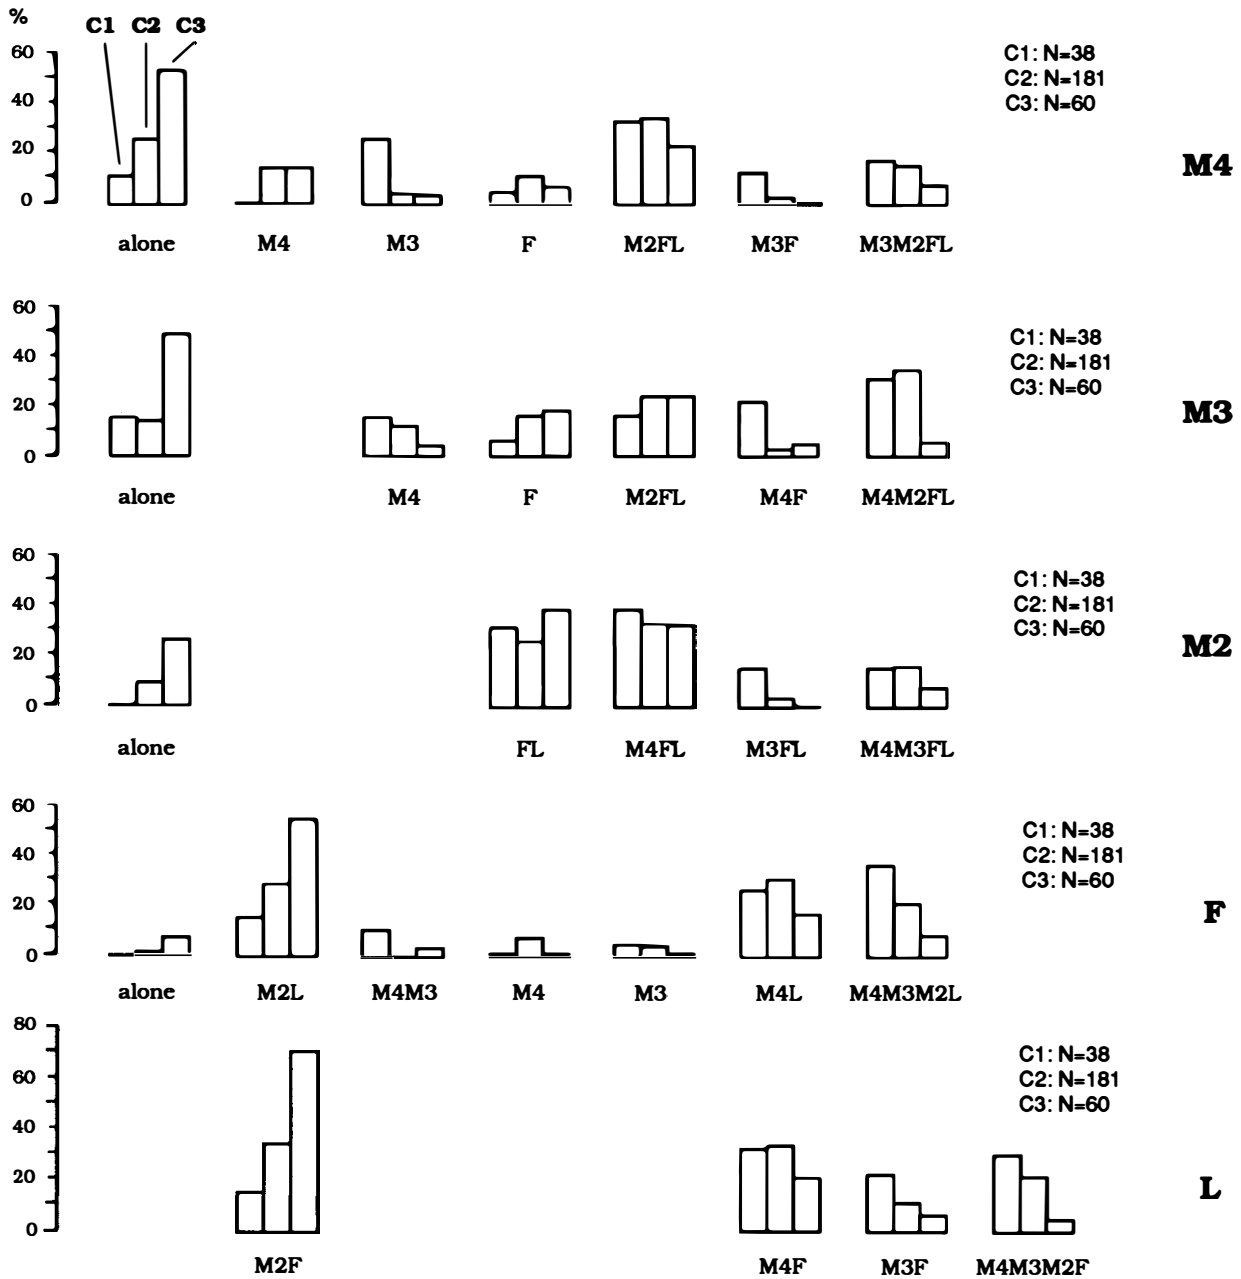 %
C1 C2 C3
60
40
20
0
C1: N=38
C2: N=181
C3: N=60
M4
alone M4 M3 F M2FL M3F M3M2FL
60
40
20
0
C1: N=38
C2: N=181
C3: N=60
M3
alone M4 F M2FL M4F M4M2FL
60
40
20
0
C1: N=38
C2: N=181
C3: N=60
M2
alone FL M4FL M3FL M4M3FL
60
40
20
0
C1: N=38
C2: N=181
C3: N=60
F
alone M2L M4M3 M4 M3 M4L M4M3M2L
80
60
40
20
0
C1: N=38
C2: N=181
C3: N=60
L
M2F M4F M3F M4M3M2F